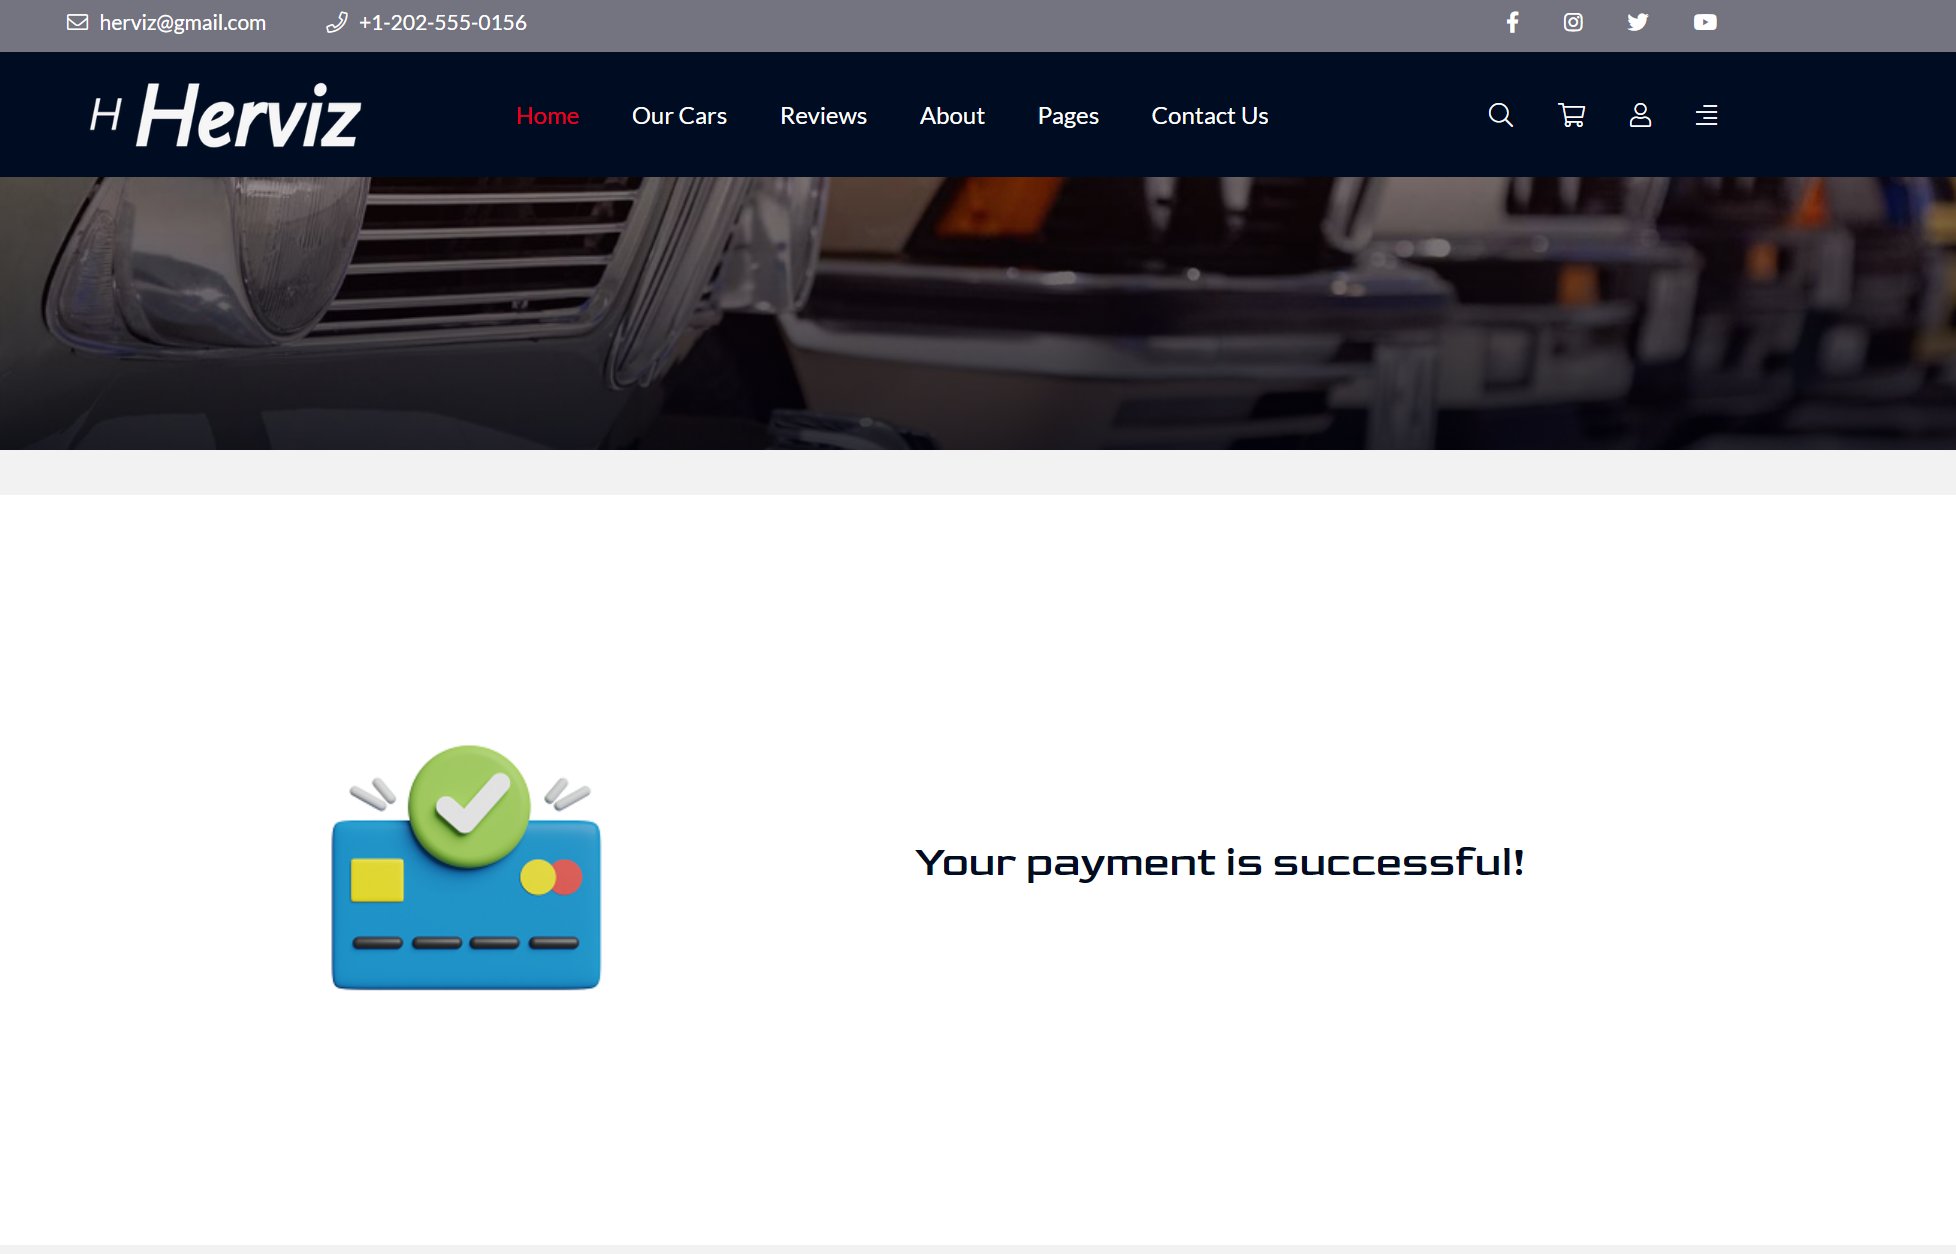 herviz@gmail.com +1-202-555-0156
H Herviz Home Our Cars Reviews About Pages Contact Us
Your payment is successful!